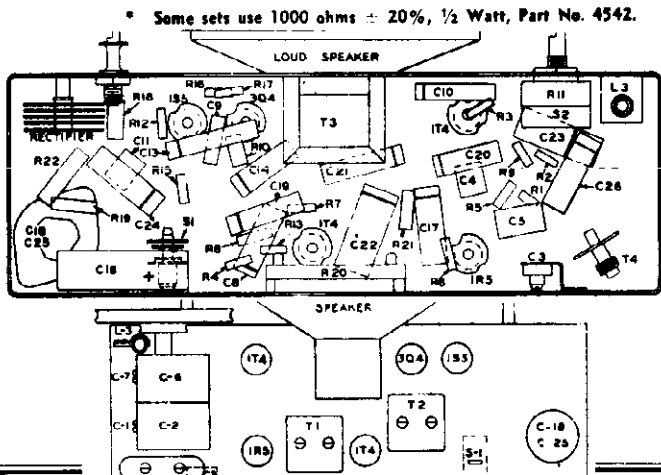 * Some sets use 1000 ohms ± 20%, ½ Watt, Part No. 4542.
LOUD SPEAKER
R16 R17
C10
R11
L3
R18
1S5
C9
3Q4
1T4
R3
S2
RECTIFIER
R12
T3
C23
C11
C13
R10
C20
R9
R2
R22
C14
C21
C4
R15
R1
C26
R5
C19
R7
C5
R19
C24
S1
R13
1T4
C17
C16
C25
R8
C22
R21
C3
T4
C18
+
R4
C8
R20
R6
1R5
SPEAKER
L-3
C-7
C-6
1T4
3Q4
1S5
T2
C-1
C-2
T1
C-18
C-25
1R5
1T4
S-1